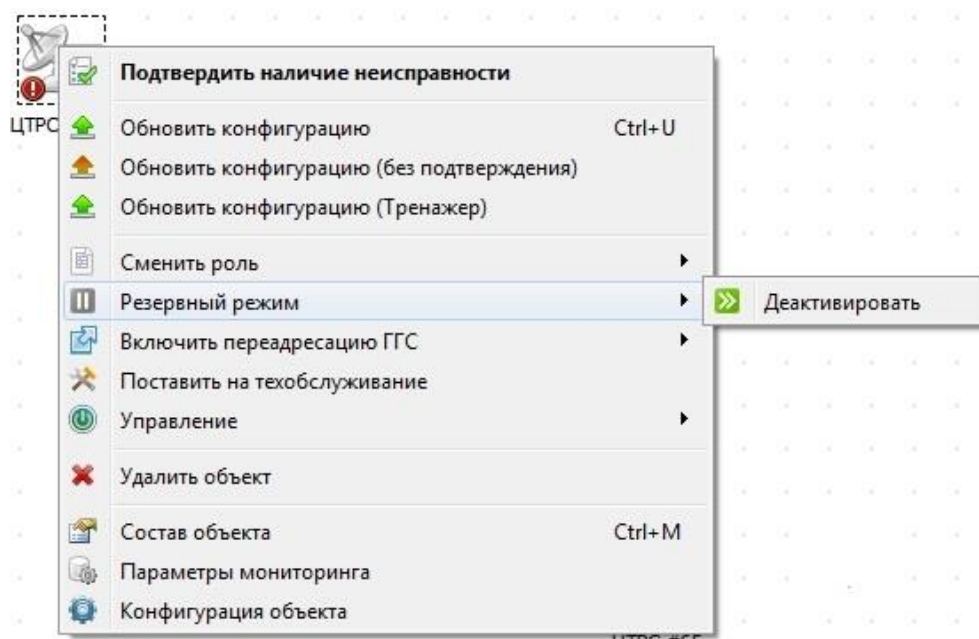 ЦТРС
Подтвердить наличие неисправности
Обновить конфигурацию Ctrl+U
Обновить конфигурацию (без подтверждения)
Обновить конфигурацию (Тренажер)
Сменить роль
Резервный режим
Деактивировать
Включить переадресацию ГГС
Поставить на техобслуживание
Управление
Удалить объект
Состав объекта Ctrl+M
Параметры мониторинга
Конфигурация объекта